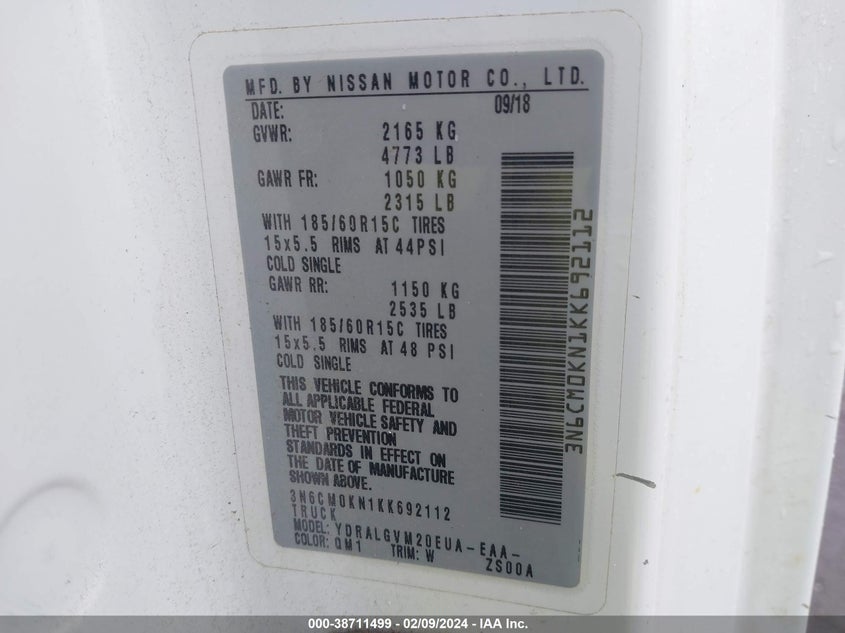 MFD. BY NISSAN MOTOR CO., LTD.
DATE: 09/18
GVWR: 2165 KG
4773 LB
GAWR FR: 1050 KG
2315 LB
WITH 185/60R15C TIRES
15x5.5 RIMS AT 44PSI
COLD SINGLE
GAWR RR: 1150 KG
2535 LB
WITH 185/60R15C TIRES
15x5.5 RIMS AT 48 PSI
COLD SINGLE
THIS VEHICLE CONFORMS TO
ALL APPLICABLE FEDERAL
MOTOR VEHICLE SAFETY AND
THEFT PREVENTION
STANDARDS IN EFFECT ON
THE DATE OF MANUFACTURE
SHOWN ABOVE.
3N6CM0KN1KK692112
TRUCK
MODEL: YDRALGVM20EUA-EAA-
COLOR: QM1 TRIM: W ZS00A
3N6CM0KN1KK692112
000-38711499 - 02/09/2024 - IAA Inc.